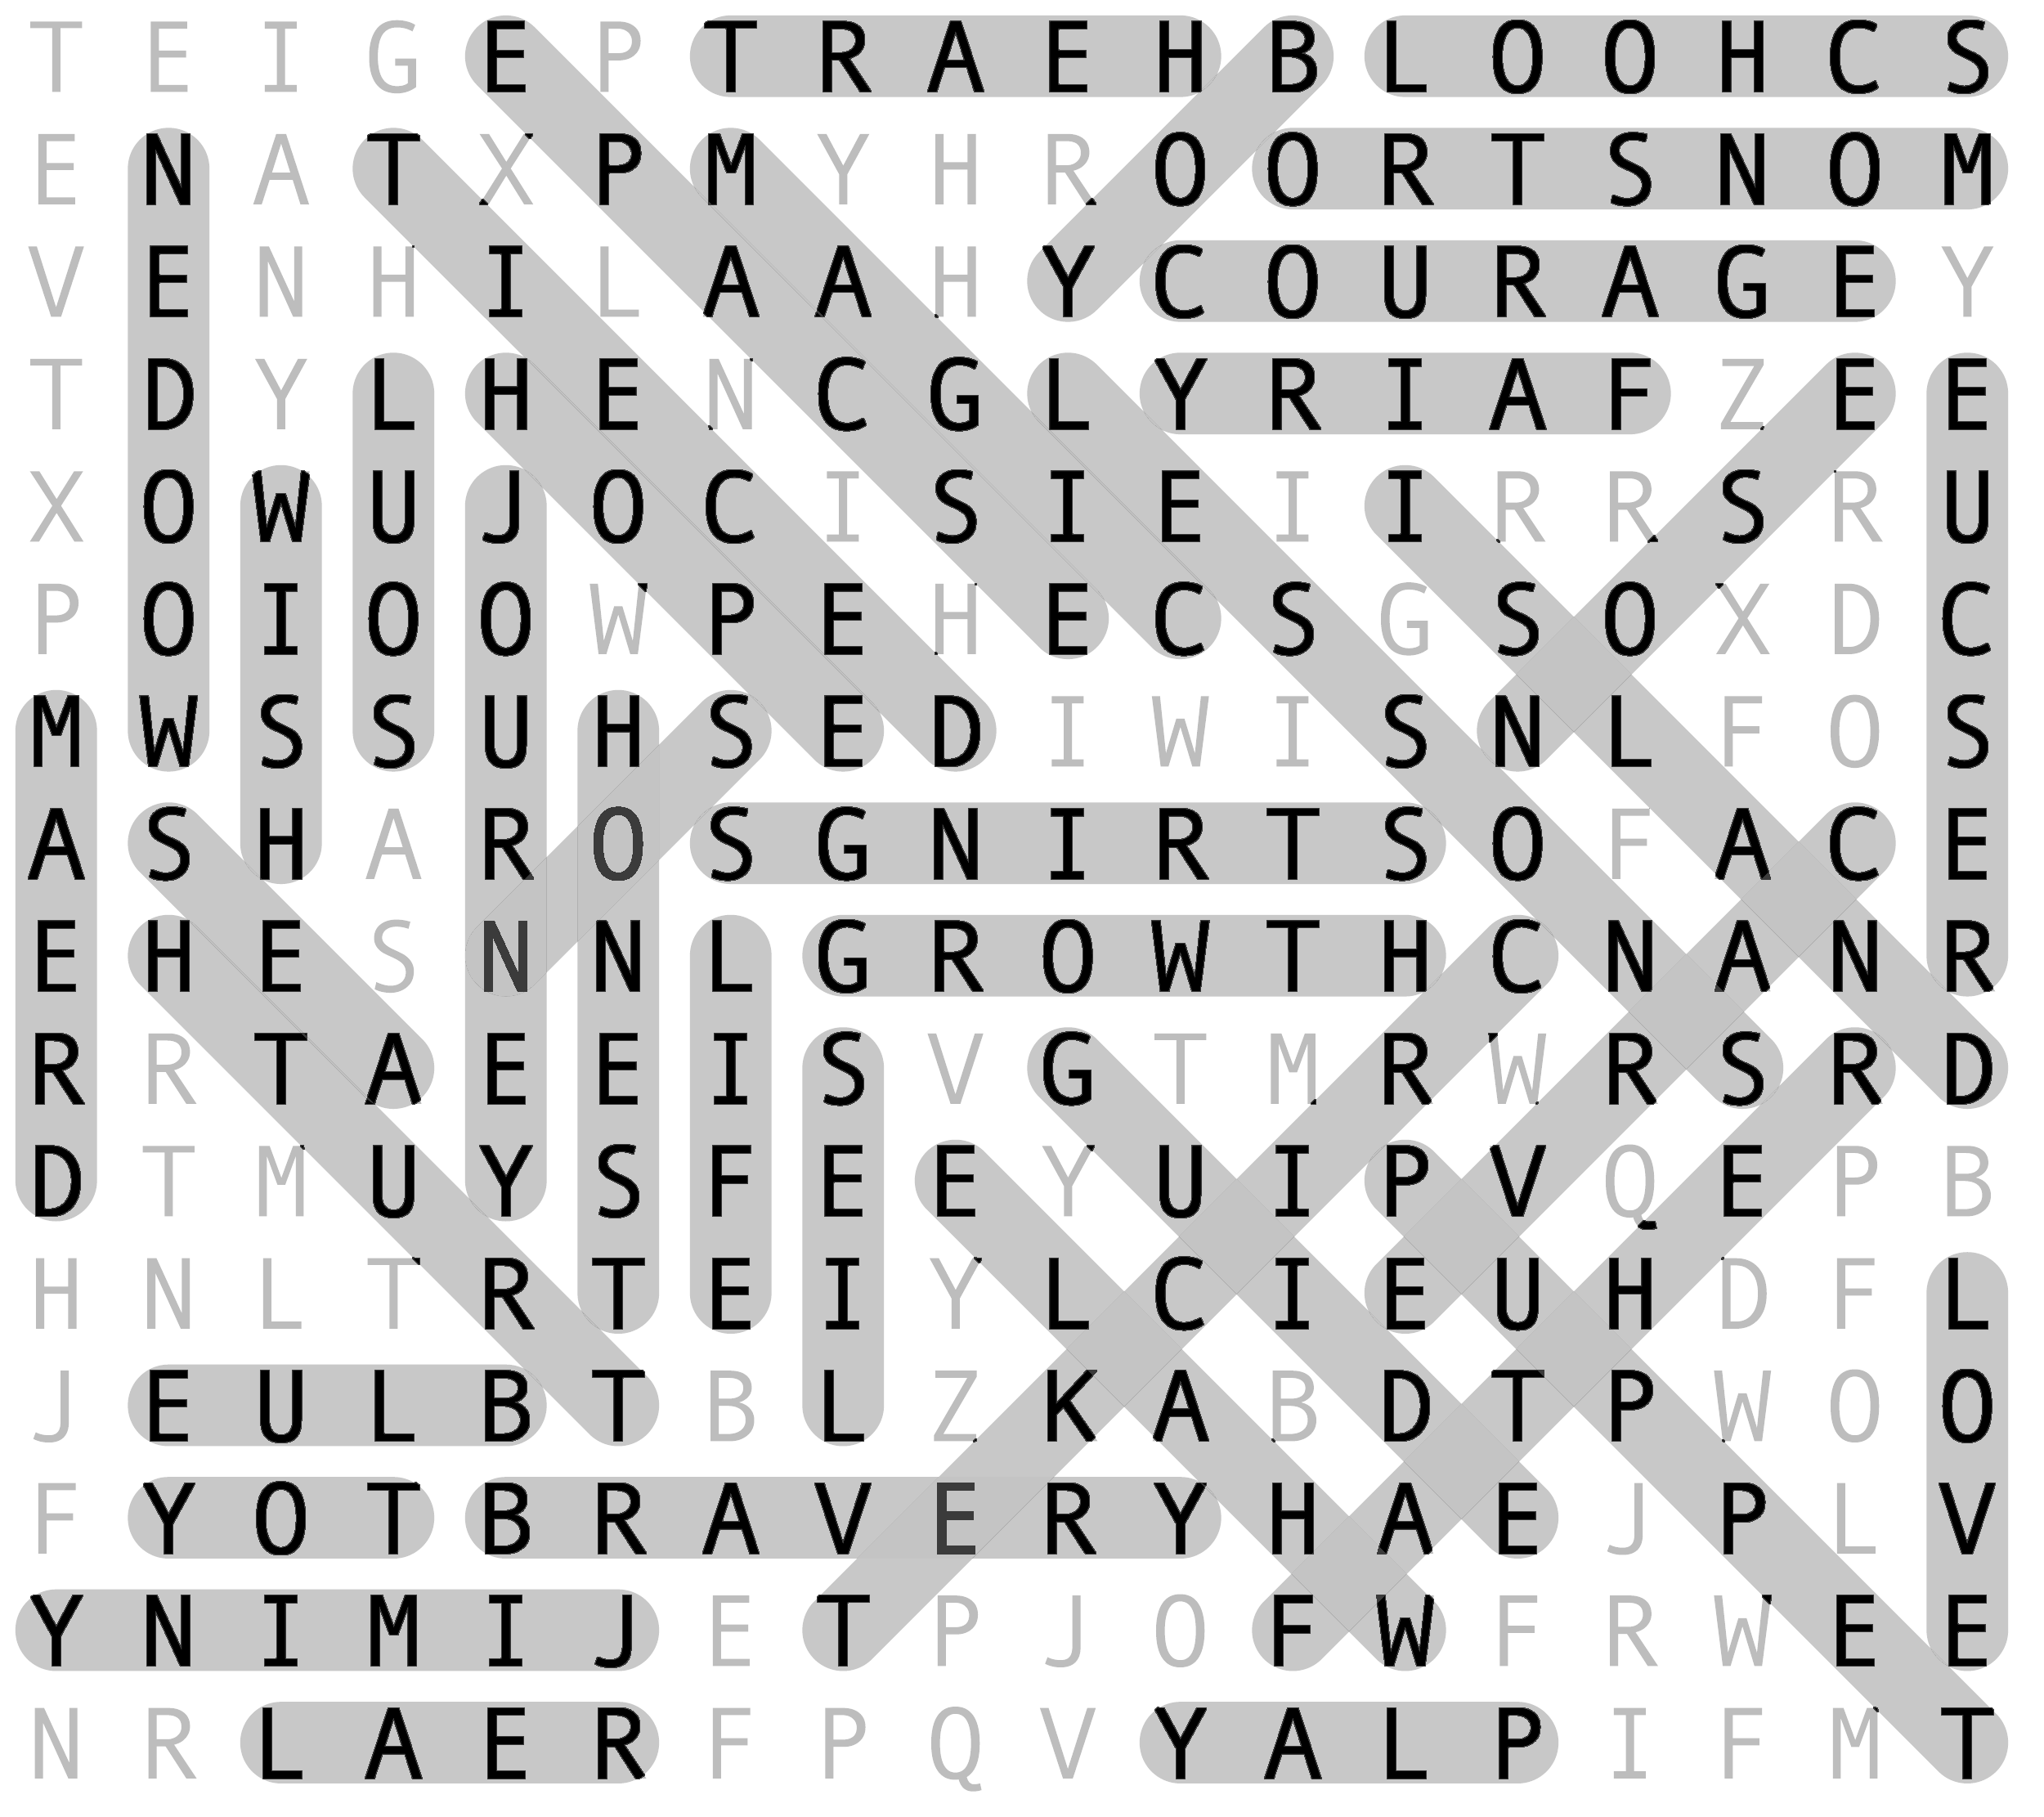 T E I G E P T R A E H B L O O H C S
E N A T X P M Y H R O O R T S N O M
V E N H I L A A H Y C O U R A G E Y
T D Y L H E N C G L Y R I A F Z E E
X O W U J O C I S I E I I R R S R U
P O I O O W P E H E C S G S O X D C
M W S S U H S E D I W I S N L F O S
A S H A R O S G N I R T S O F A C E
E H E S N N L G R O W T H C N A N R
R R T A E E I S V G T M R W R S R D
D T M U Y S F E E Y U I P V Q E P B
H N L T R T E I Y L C I E U H D F L
J E U L B T B L Z K A B D T P W O O
F Y O T B R A V E R Y H A E J P L V
Y N I M I J E T P J O F W F R W E E
N R L A E R F P Q V Y A L P I F M T